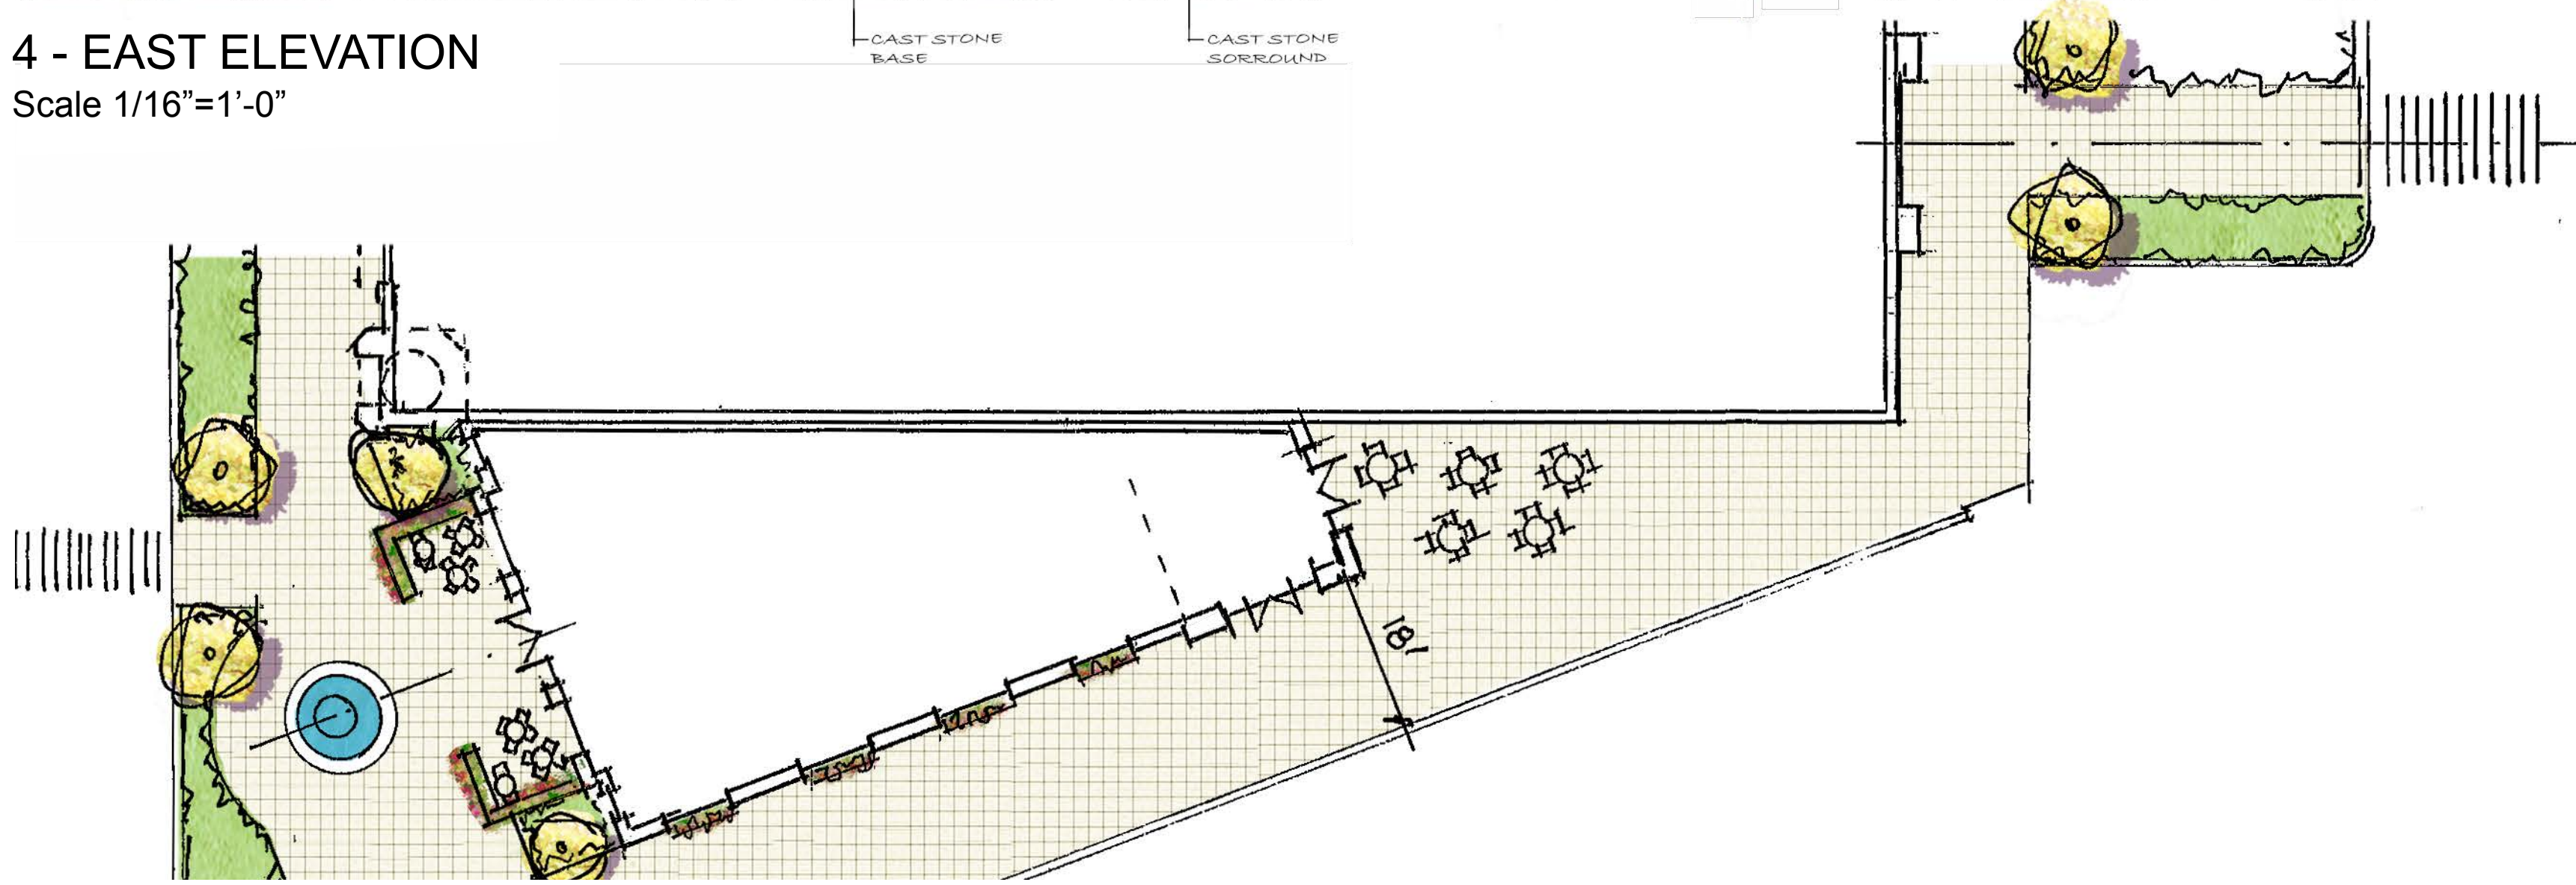 4 - EAST ELEVATION
Scale 1/16”=1’-0”
CAST STONE
BASE
CAST STONE
SORROUND
18'